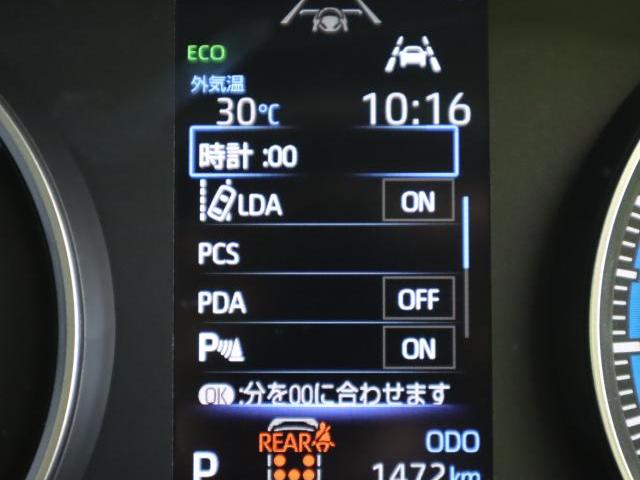 ECO
外気温
30℃ 10:16
時計 :00
LDA ON
PCS
PDA OFF
P ON
OK :分を00に合わせます
REAR
ODO
P 1472km